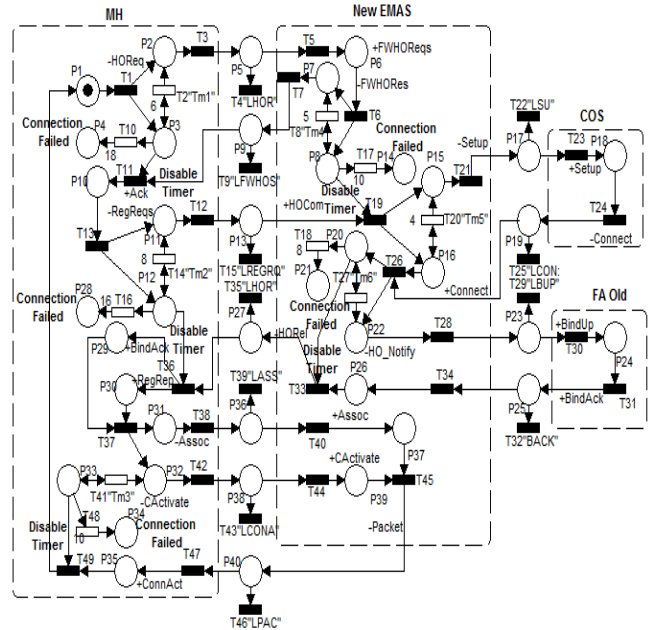 MH
New EMAS
P2
T3
T5
+FWHOReqs
P6
-HOReq
P1
T1
P5
P7
-FWHORes
T7
T2"Tm1"
6
T4"LHOR"
5
T6
T22"LSU"
COS
Connection
Failed
P4
T10
18
P3
T8"Tm4
Connection
Failed
-Setup
P17
T23
P18
+Setup
Disable
Timer
P9
P8
T17
10
P14
P15
T21
T11
+Ack
P10
T9"LFWHOS"
Disable
Timer
T24
-Connect
-RegReqs
T12
+HOCom
T19
4
T20"Tm5"
T13
P11
P13
T18
8
P20
P16
P19
8
T14"Tm2"
T15"LREGRQ"
T35"LHOR"
P21
T27"Tm6"
T26
+Connect
T25"LCON:
T29"LBUP"
P12
P28
16
T16
P27
Connection
Failed
FA Old
Connection
Failed
Disable
Timer
P29
+BindAck
T36
+HORel
Disable
Timer
P22
-HO_Notify
T28
P23
+BindUp
T30
P24
+RegRep
P30
T39"LASS"
T33
P26
T34
P25
+BindAck
T31
P31
T38
-Assoc
P36
+Assoc
T37
T40
T32"BACK"
P37
P33
P32
T42
+CActivate
T41"Tm3"
-CActivate
P38
T44
P39
T45
T48
10
P34
T43"LCONA"
Disable
Timer
Connection
Failed
-Packet
T49
P35
T47
P40
+ConnAct
T46"LPAC"